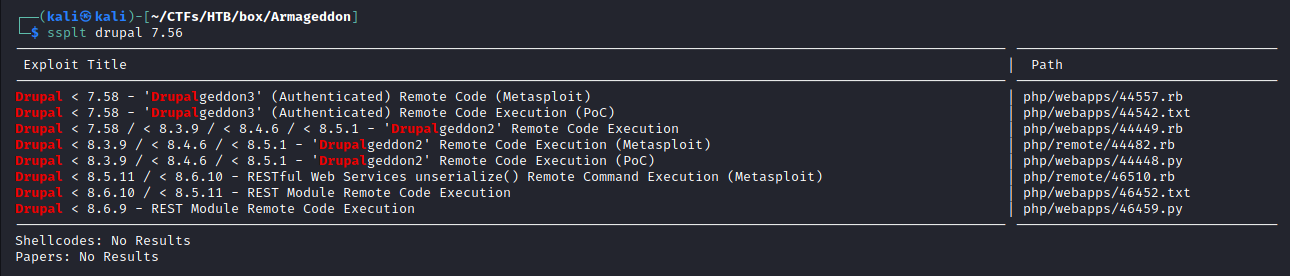 (kali㉿kali)-[~/CTFs/HTB/box/Armageddon]
$ ssplt drupal 7.56
Exploit Title | Path
Drupal < 7.58 - 'Drupalgeddon3' (Authenticated) Remote Code (Metasploit) | php/webapps/44557.rb
Drupal < 7.58 - 'Drupalgeddon3' (Authenticated) Remote Code Execution (PoC) | php/webapps/44542.txt
Drupal < 7.58 / < 8.3.9 / < 8.4.6 / < 8.5.1 - 'Drupalgeddon2' Remote Code Execution | php/webapps/44449.rb
Drupal < 8.3.9 / < 8.4.6 / < 8.5.1 - 'Drupalgeddon2' Remote Code Execution (Metasploit) | php/remote/44482.rb
Drupal < 8.3.9 / < 8.4.6 / < 8.5.1 - 'Drupalgeddon2' Remote Code Execution (PoC) | php/webapps/44448.py
Drupal < 8.5.11 / < 8.6.10 - RESTful Web Services unserialize() Remote Command Execution (Metasploit) | php/remote/46510.rb
Drupal < 8.6.10 / < 8.5.11 - REST Module Remote Code Execution | php/webapps/46452.txt
Drupal < 8.6.9 - REST Module Remote Code Execution | php/webapps/46459.py
Shellcodes: No Results
Papers: No Results